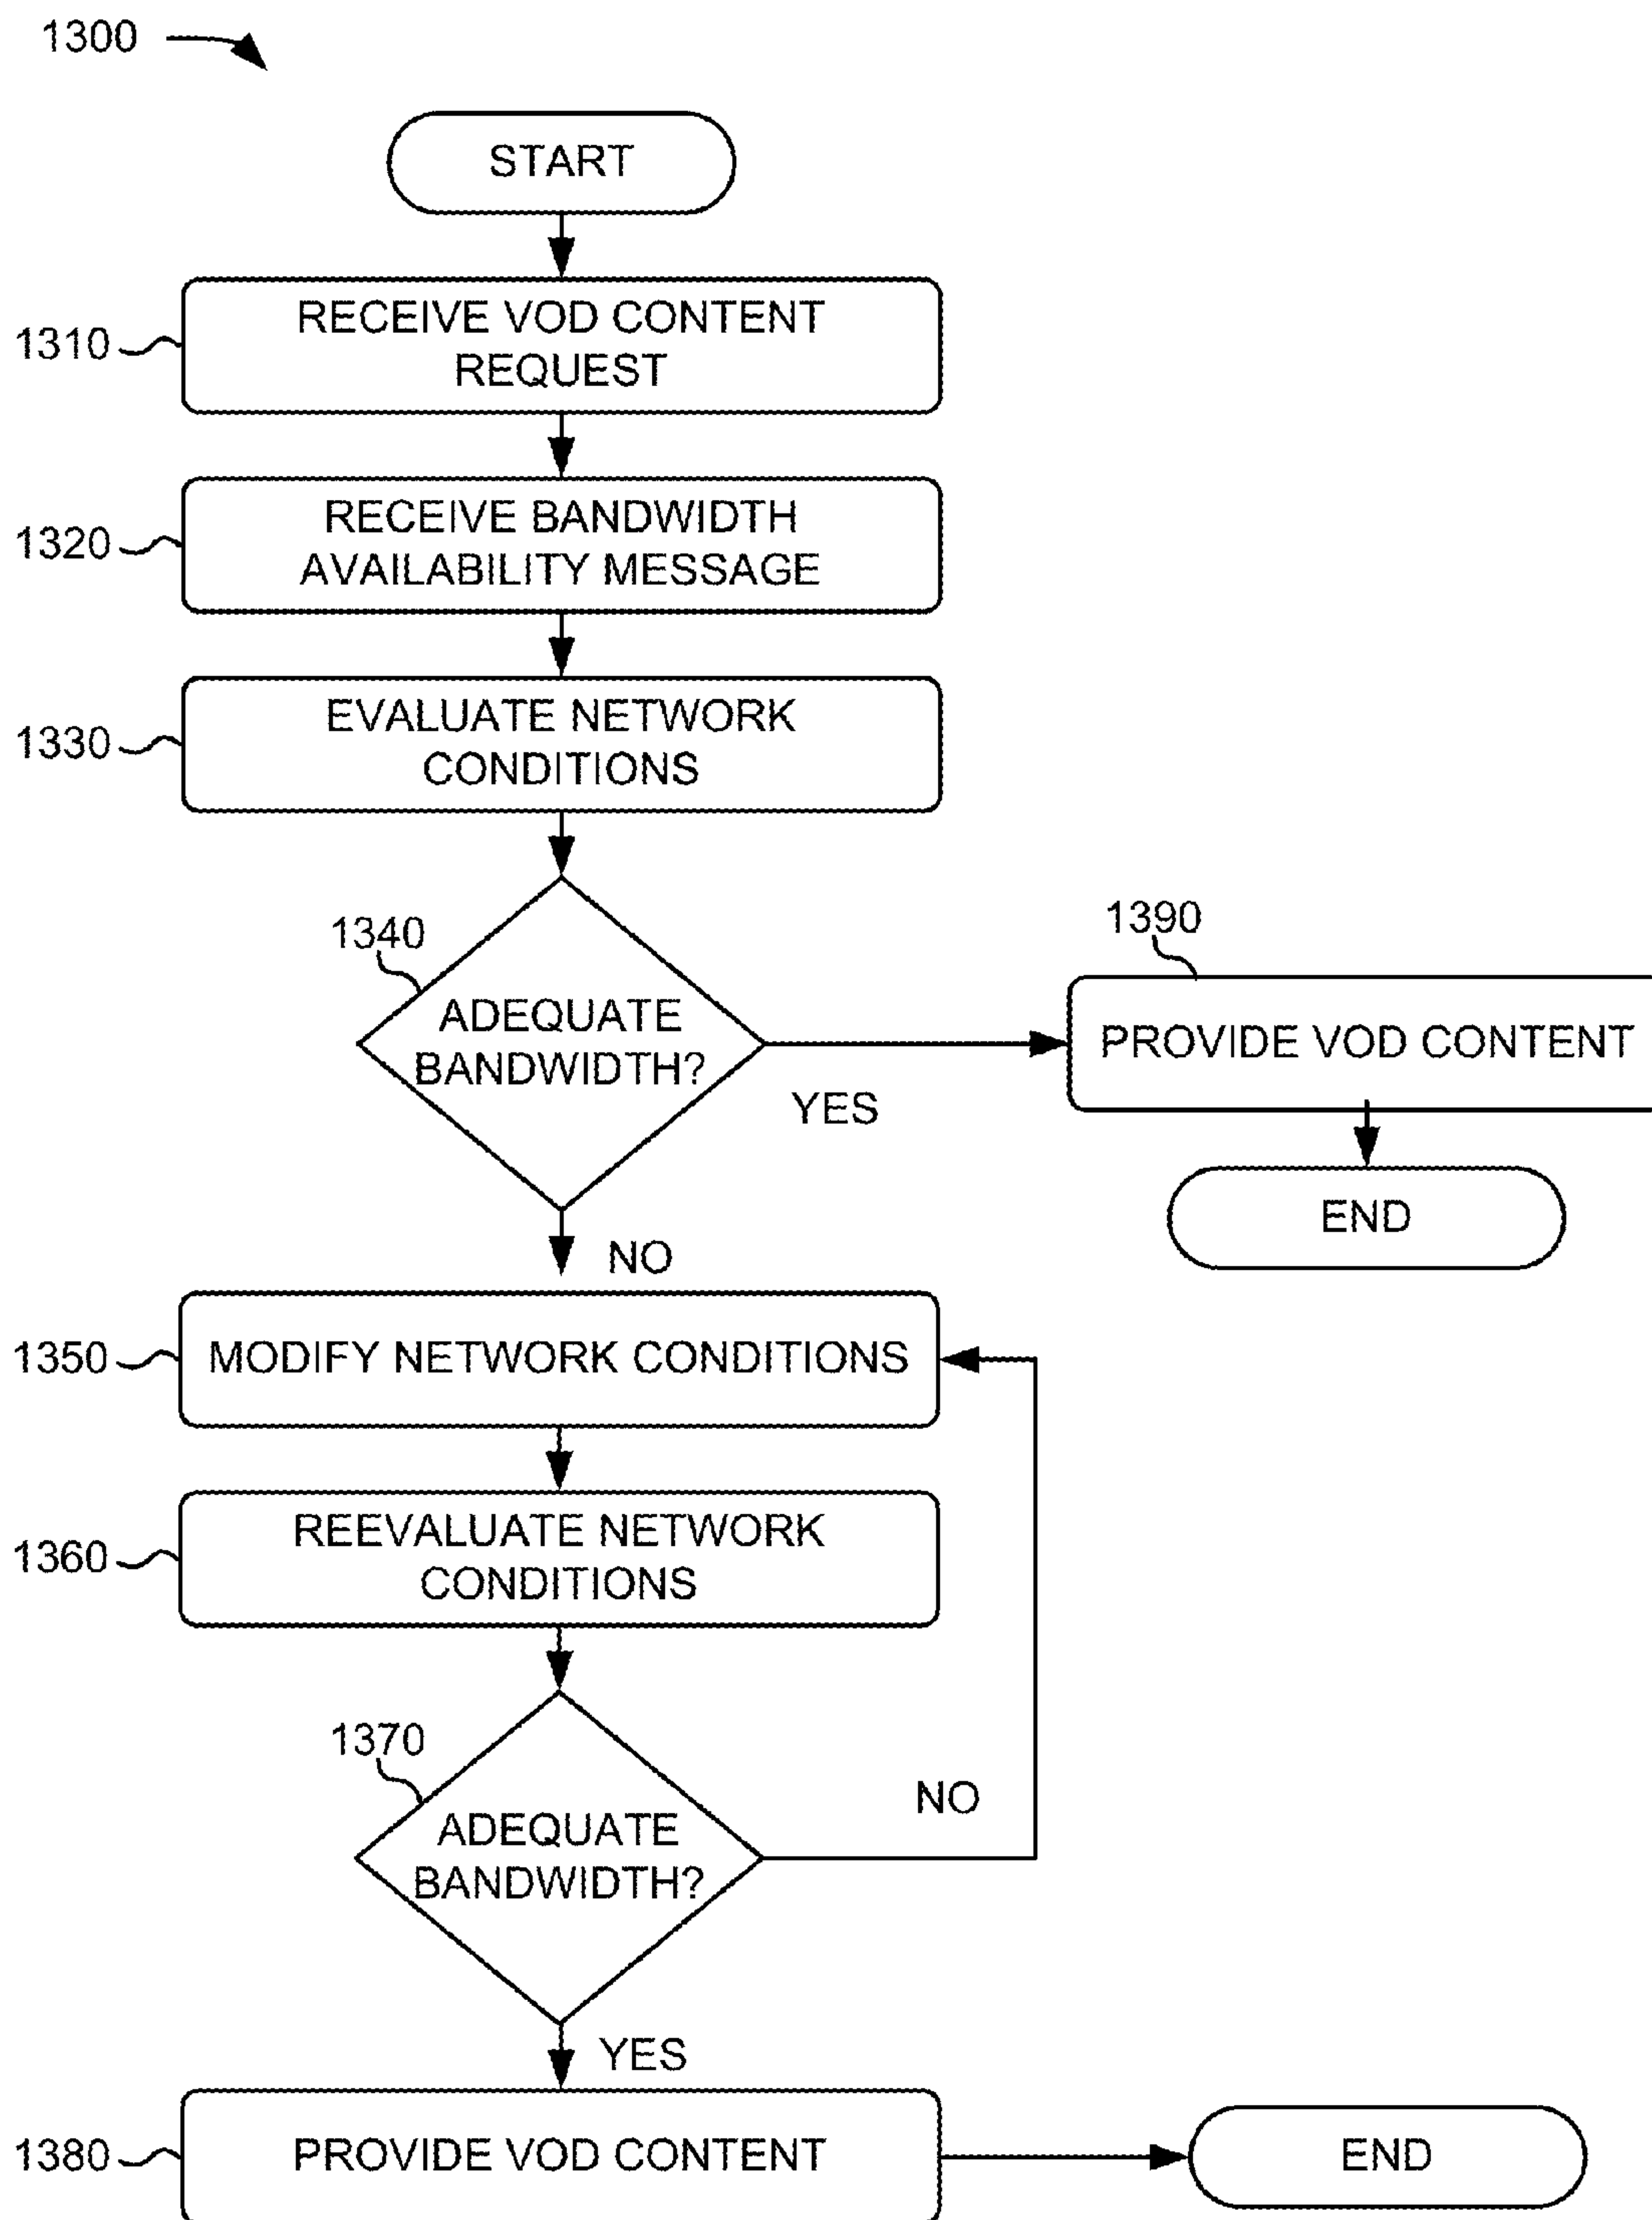 1300
START
1310
RECEIVE VOD CONTENT
REQUEST
1320
RECEIVE BANDWIDTH
AVAILABILITY MESSAGE
1330
EVALUATE NETWORK
CONDITIONS
1340
ADEQUATE
BANDWIDTH?
YES
1390
PROVIDE VOD CONTENT
END
NO
1350
MODIFY NETWORK CONDITIONS
1360
REEVALUATE NETWORK
CONDITIONS
1370
ADEQUATE
BANDWIDTH?
NO
YES
1380
PROVIDE VOD CONTENT
END